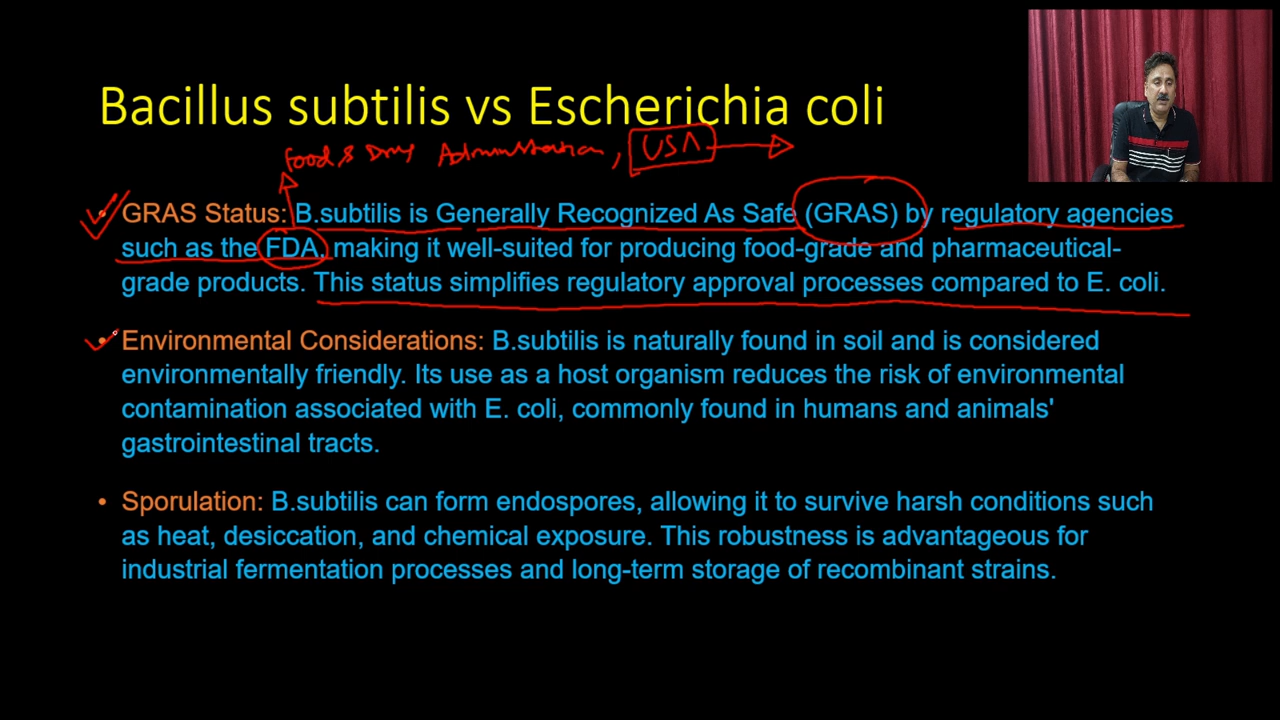 Bacillus subtilis vs Escherichia coli
Food & Drug Administration, USA
• GRAS Status: B.subtilis is Generally Recognized As Safe (GRAS) by regulatory agencies
such as the FDA, making it well-suited for producing food-grade and pharmaceutical-
grade products. This status simplifies regulatory approval processes compared to E. coli.
• Environmental Considerations: B.subtilis is naturally found in soil and is considered
environmentally friendly. Its use as a host organism reduces the risk of environmental
contamination associated with E. coli, commonly found in humans and animals'
gastrointestinal tracts.
• Sporulation: B.subtilis can form endospores, allowing it to survive harsh conditions such
as heat, desiccation, and chemical exposure. This robustness is advantageous for
industrial fermentation processes and long-term storage of recombinant strains.